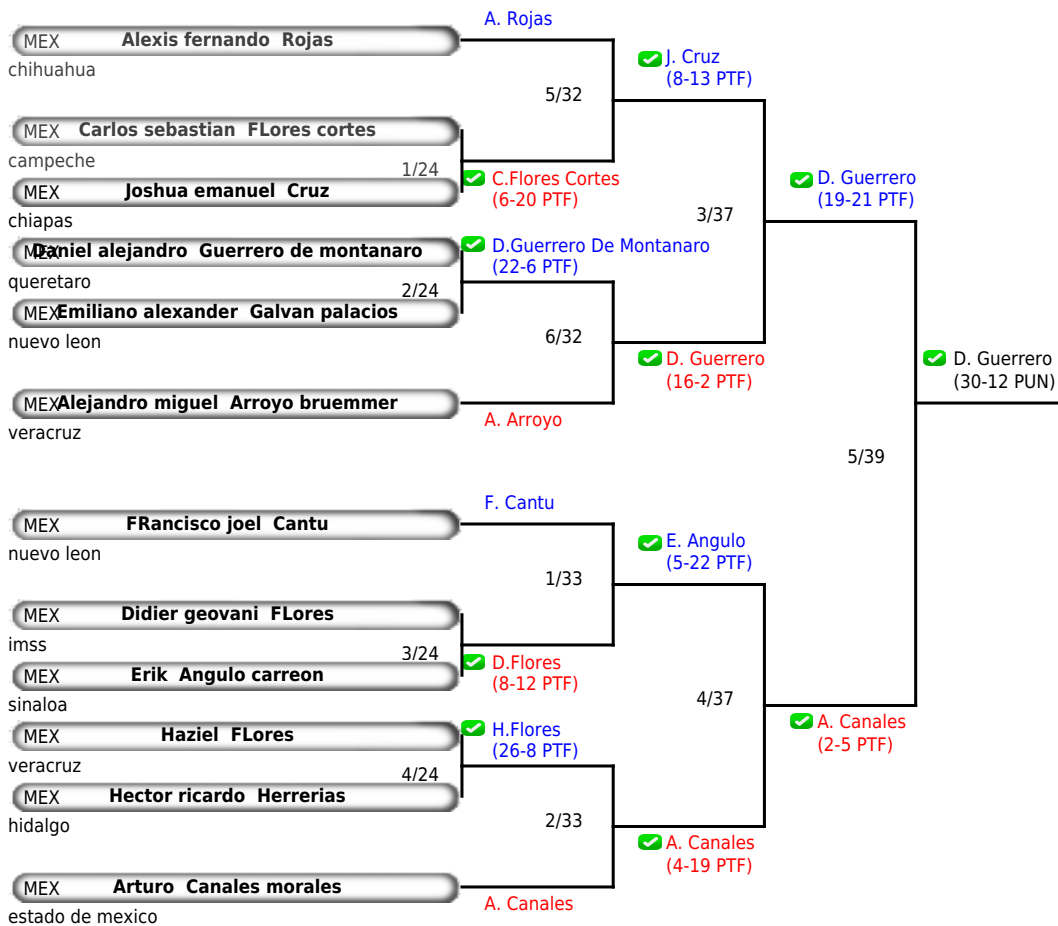 A. Rojas
MEX Alexis fernando  Rojas
chihuahua
J. Cruz
(8-13 PTF)
5/32
MEX Carlos sebastian  FLores cortes
campeche
1/24
C.Flores Cortes
(6-20 PTF)
MEX Joshua emanuel  Cruz
chiapas
D. Guerrero
(19-21 PTF)
3/37
MEX Daniel alejandro  Guerrero de montanaro
queretaro
D.Guerrero De Montanaro
(22-6 PTF)
2/24
MEX Emiliano alexander  Galvan palacios
nuevo leon
6/32
D. Guerrero
(16-2 PTF)
D. Guerrero
(30-12 PUN)
MEX Alejandro miguel  Arroyo bruemmer
veracruz
A. Arroyo
5/39
F. Cantu
MEX FRancisco joel  Cantu
nuevo leon
E. Angulo
(5-22 PTF)
1/33
MEX Didier geovani  FLores
imss
3/24
D.Flores
(8-12 PTF)
MEX Erik  Angulo carreon
sinaloa
4/37
A. Canales
(2-5 PTF)
MEX Haziel  FLores
veracruz
H.Flores
(26-8 PTF)
4/24
MEX Hector ricardo  Herrerias
hidalgo
2/33
A. Canales
(4-19 PTF)
MEX Arturo  Canales morales
estado de mexico
A. Canales